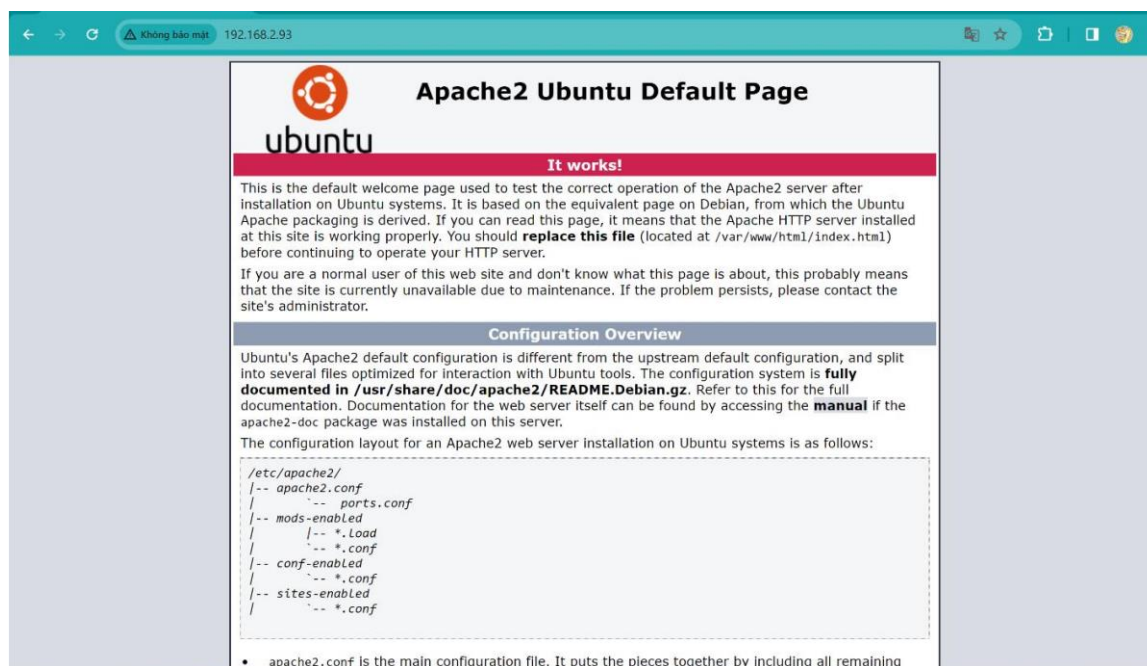 Không bảo mật 192.168.2.93
ubuntu
Apache2 Ubuntu Default Page
It works!
This is the default welcome page used to test the correct operation of the Apache2 server after
installation on Ubuntu systems. It is based on the equivalent page on Debian, from which the Ubuntu
Apache packaging is derived. If you can read this page, it means that the Apache HTTP server installed
at this site is working properly. You should replace this file (located at /var/www/html/index.html)
before continuing to operate your HTTP server.
If you are a normal user of this web site and don't know what this page is about, this probably means
that the site is currently unavailable due to maintenance. If the problem persists, please contact the
site's administrator.
Configuration Overview
Ubuntu's Apache2 default configuration is different from the upstream default configuration, and split
into several files optimized for interaction with Ubuntu tools. The configuration system is fully
documented in /usr/share/doc/apache2/README.Debian.gz. Refer to this for the full
documentation. Documentation for the web server itself can be found by accessing the manual if the
apache2-doc package was installed on this server.
The configuration layout for an Apache2 web server installation on Ubuntu systems is as follows:
/etc/apache2/
|-- apache2.conf
|       `--  ports.conf
|-- mods-enabled
|       |-- *.load
|       `-- *.conf
|-- conf-enabled
|       `-- *.conf
|-- sites-enabled
|       `-- *.conf
• apache2.conf is the main configuration file. It puts the pieces together by including all remaining